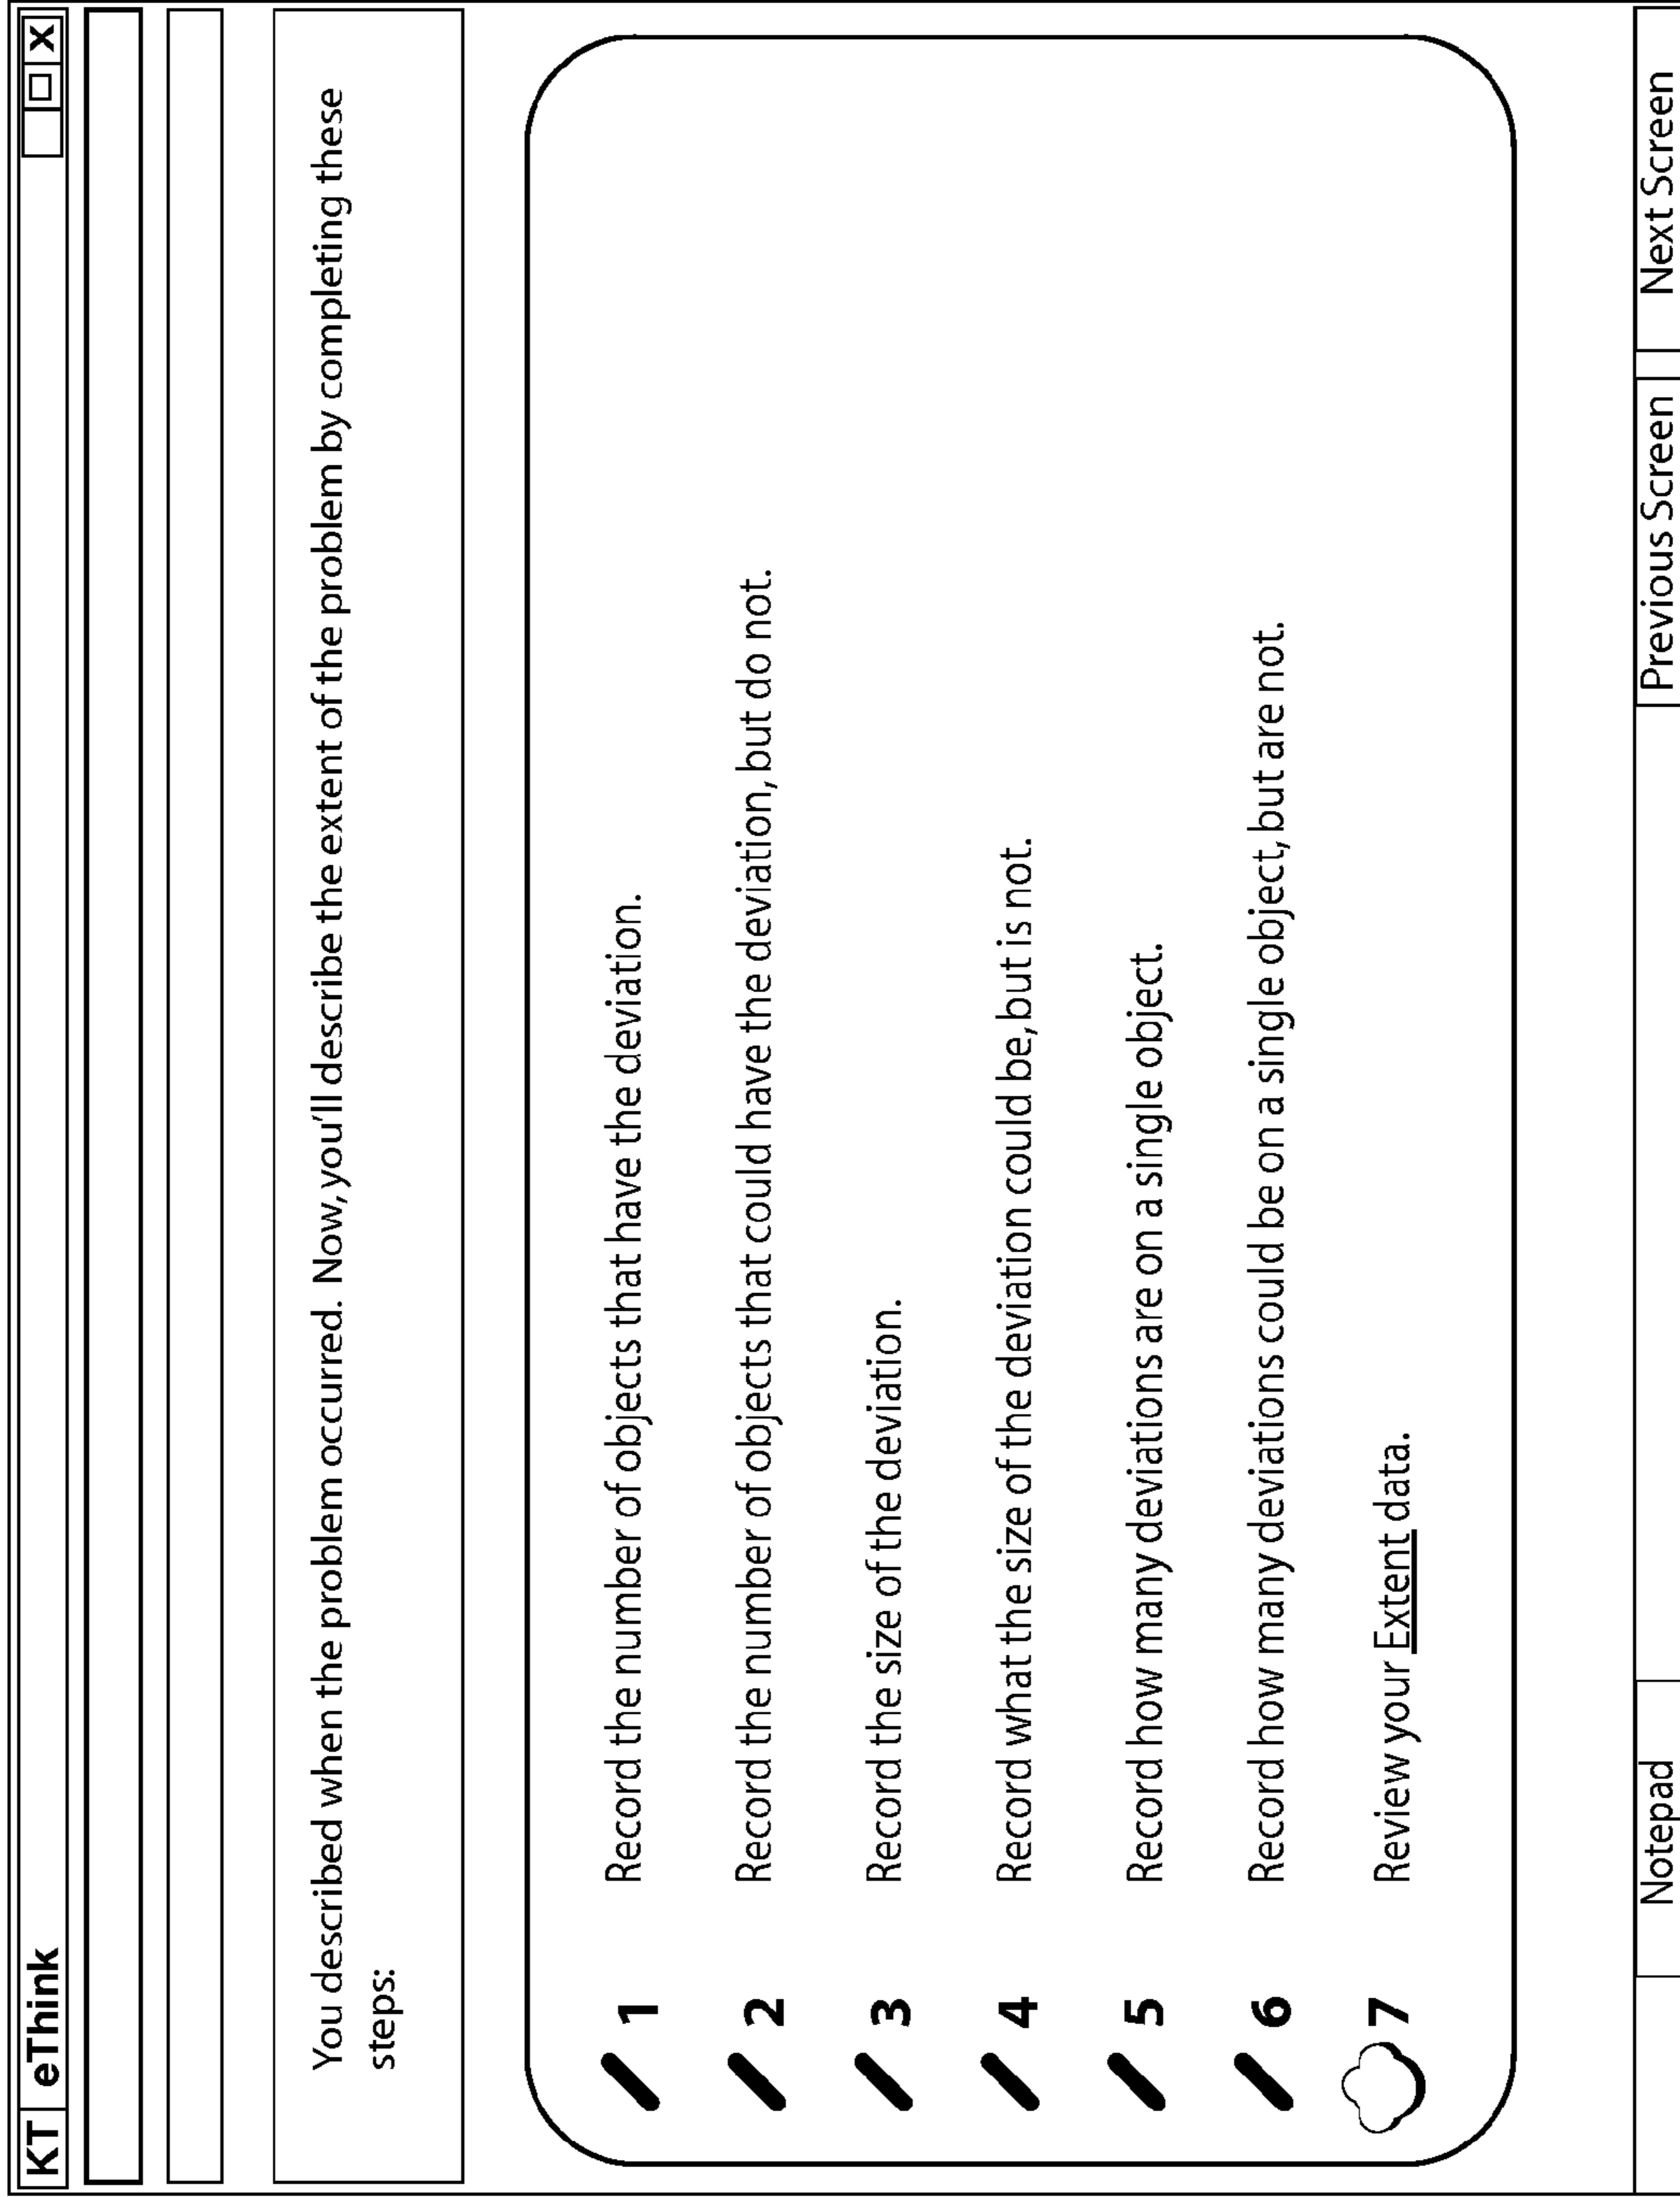 KT eThink X
You described when the problem occurred. Now, you'll describe the extent of the problem by completing these
steps:
1 Record the number of objects that have the deviation.
2 Record the number of objects that could have the deviation, but do not.
3 Record the size of the deviation.
4 Record what the size of the deviation could be, but is not.
5 Record how many deviations are on a single object.
6 Record how many deviations could be on a single object, but are not.
7 Review your Extent data.
Notepad Previous Screen Next Screen